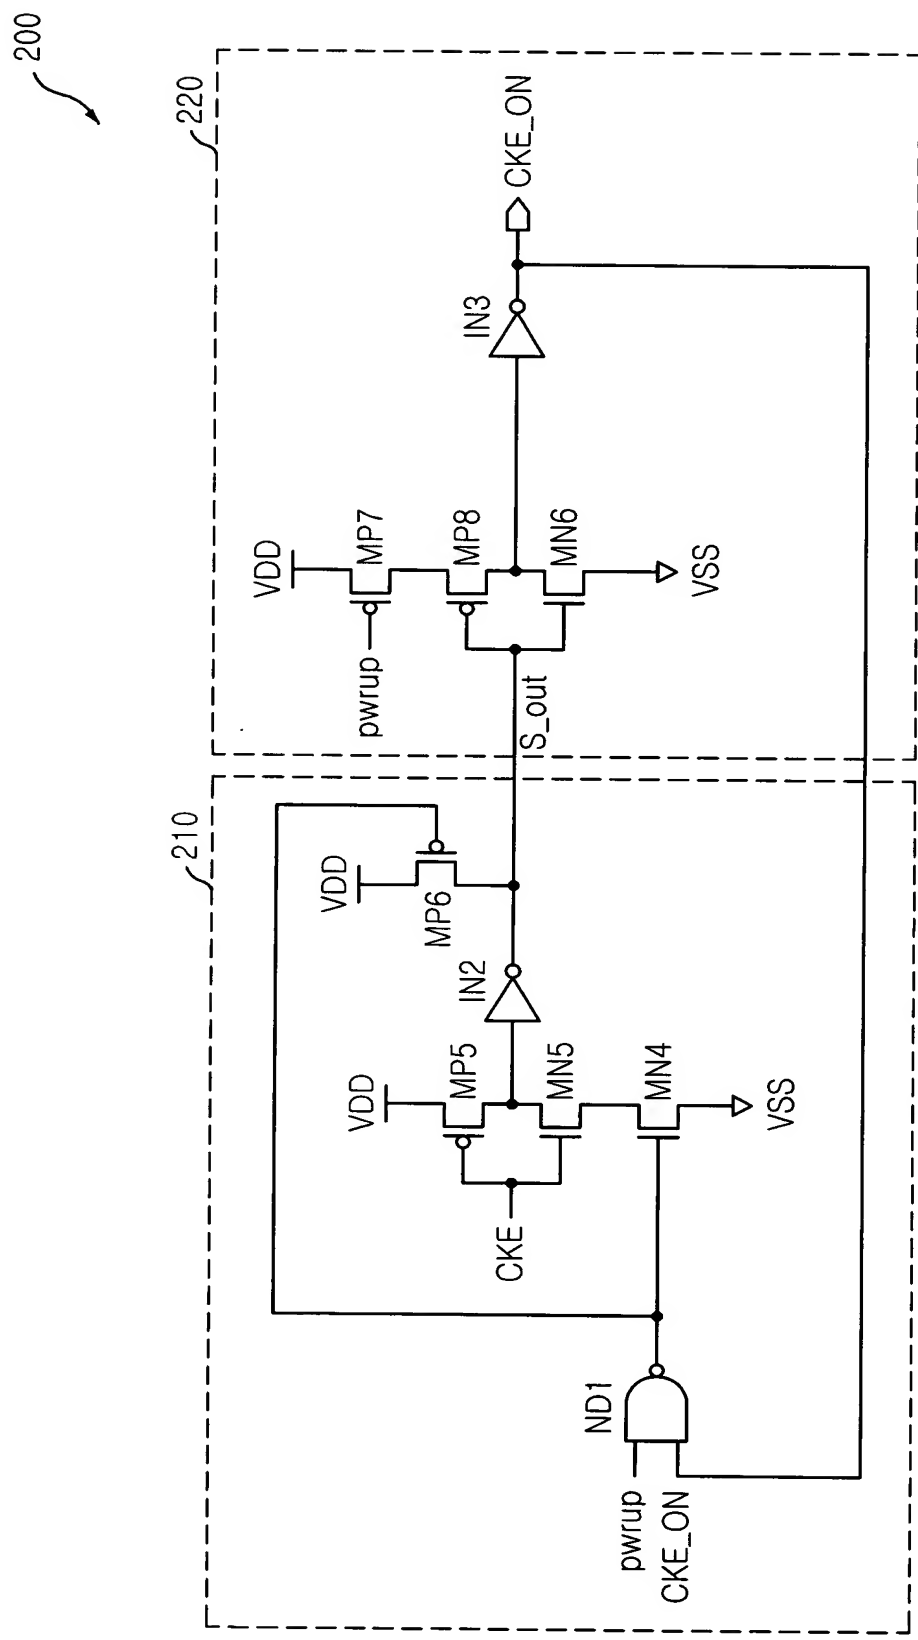 200
210
220
VDD
VDD
VDD
MP5
MP6
MP7
MP8
IN2
IN3
CKE
MN5
MN4
VSS
pwrup
S_out
MN6
VSS
CKE_ON
ND1
pwrup
CKE_ON